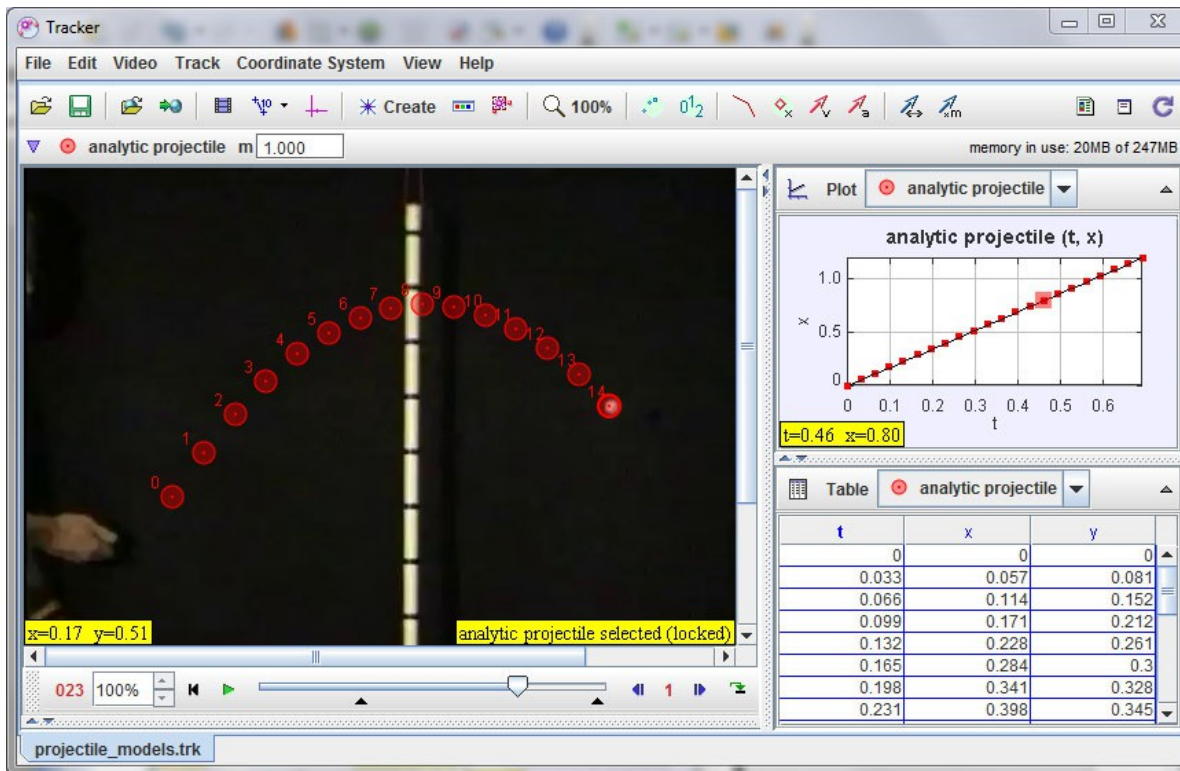 Tracker
File Edit Video Track Coordinate System View Help
Create 100%
analytic projectile m 1.000 memory in use: 20MB of 247MB
0
1
2
3
4
5
6
7
8
9
10
11
12
13
14
x=0.17 y=0.51 analytic projectile selected (locked)
023 100% 1
Plot analytic projectile
analytic projectile (t, x)
x
1.0
0.5
0
0 0.1 0.2 0.3 0.4 0.5 0.6
t
t=0.46 x=0.80
Table analytic projectile
t x y
0 0 0
0.033 0.057 0.081
0.066 0.114 0.152
0.099 0.171 0.212
0.132 0.228 0.261
0.165 0.284 0.3
0.198 0.341 0.328
0.231 0.398 0.345
projectile_models.trk